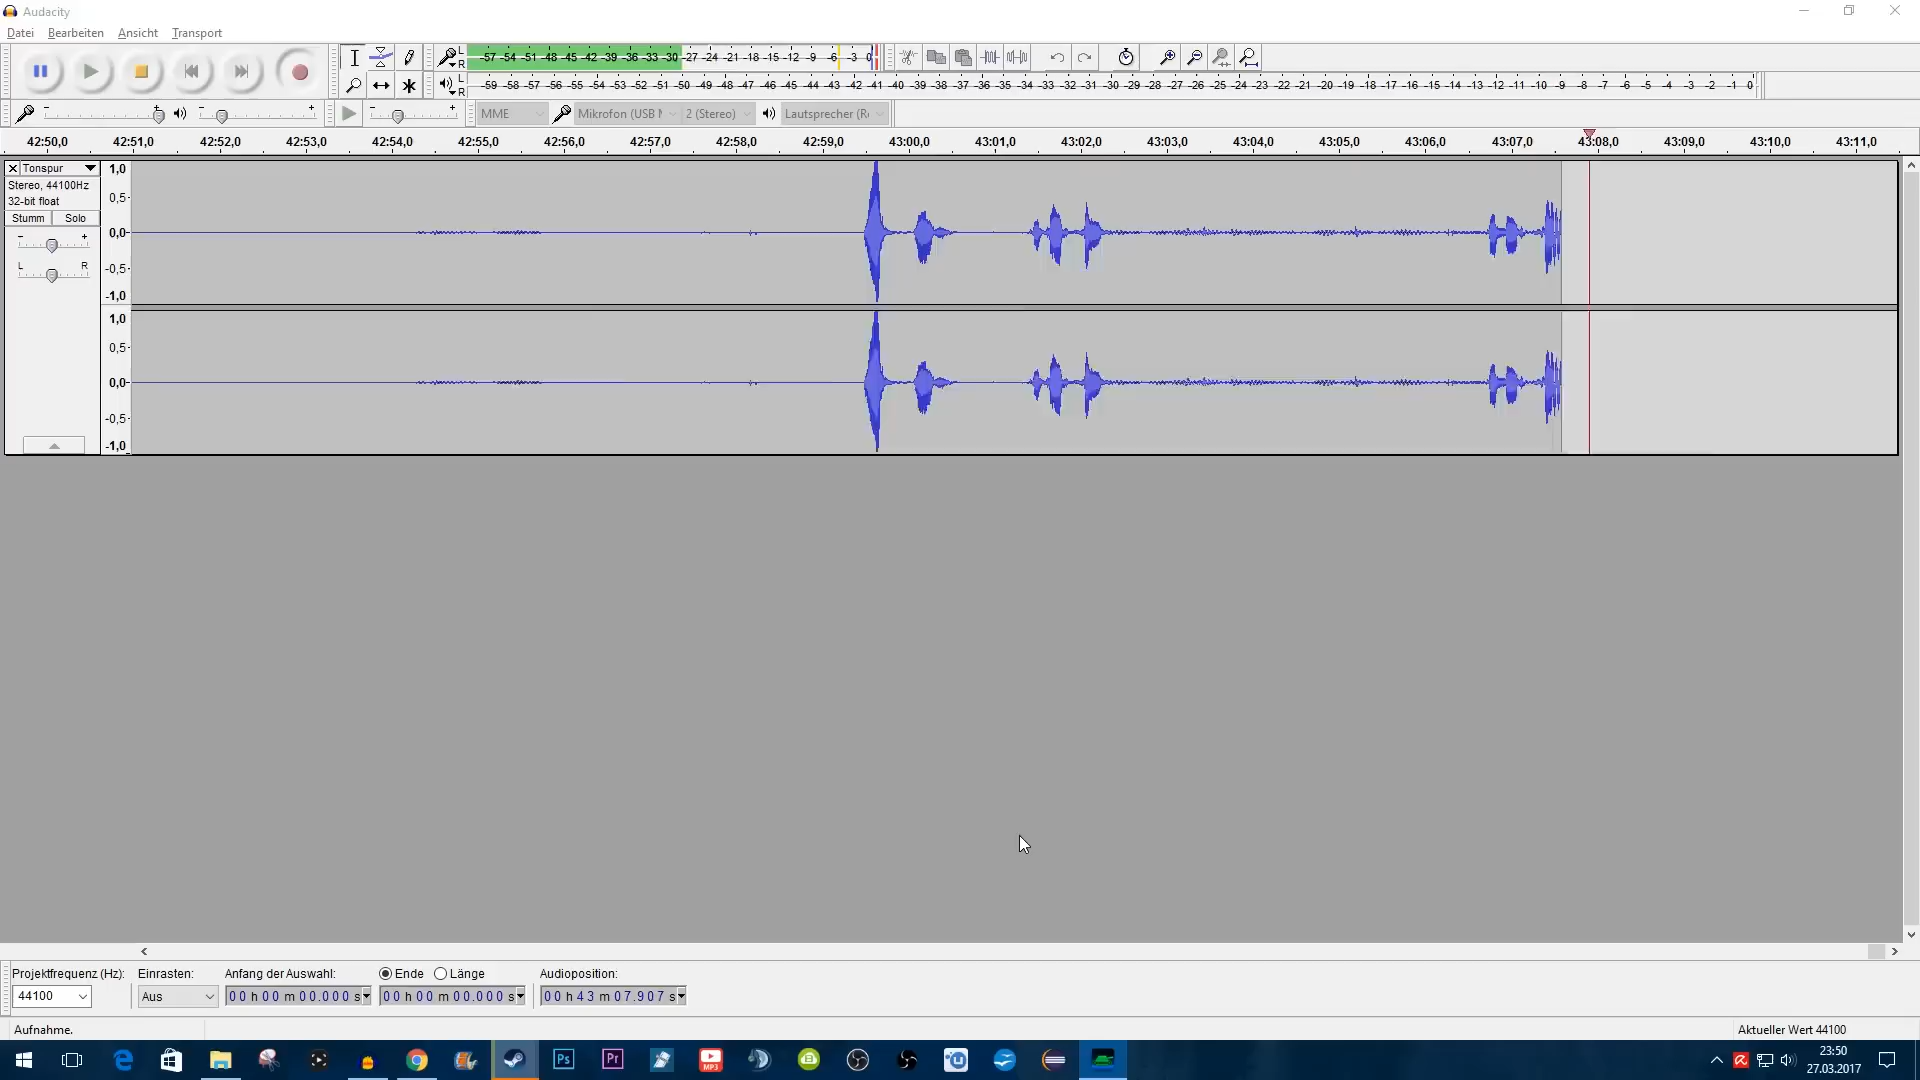 Audacity
Datei Bearbeiten Ansicht Transport
L
R
-57 -54 -51 -48 -45 -42 -39 -36 -33 -30 -27 -24 -21 -18 -15 -12 -9 -6 -3 0
L
R
-59 -58 -57 -56 -55 -54 -53 -52 -51 -50 -49 -48 -47 -46 -45 -44 -43 -42 -41 -40 -39 -38 -37 -36 -35 -34 -33 -32 -31 -30 -29 -28 -27 -26 -25 -24 -23 -22 -21 -20 -19 -18 -17 -16 -15 -14 -13 -12 -11 -10 -9 -8 -7 -6 -5 -4 -3 -2 -1 0
- + - + - + MME Mikrofon (USB 2 (Stereo) Lautsprecher (R
42:50,0 42:51,0 42:52,0 42:53,0 42:54,0 42:55,0 42:56,0 42:57,0 42:58,0 42:59,0 43:00,0 43:01,0 43:02,0 43:03,0 43:04,0 43:05,0 43:06,0 43:07,0 43:08,0 43:09,0 43:10,0 43:11,0
Tonspur
Stereo, 44100Hz
32-bit float
Stumm Solo
- +
L R
1,0
0,5-
0,0-
-0,5-
-1,0
1,0
0,5-
0,0-
-0,5-
-1,0
Projektfrequenz (Hz): Einrasten: Anfang der Auswahl: Ende Länge Audioposition:
44100 Aus 00 h 00 m 00.000 s 00 h 00 m 00.000 s 00 h 43 m 07.907 s
Aufnahme. Aktueller Wert 44100
Ps Pr MP3
23:50
27.03.2017